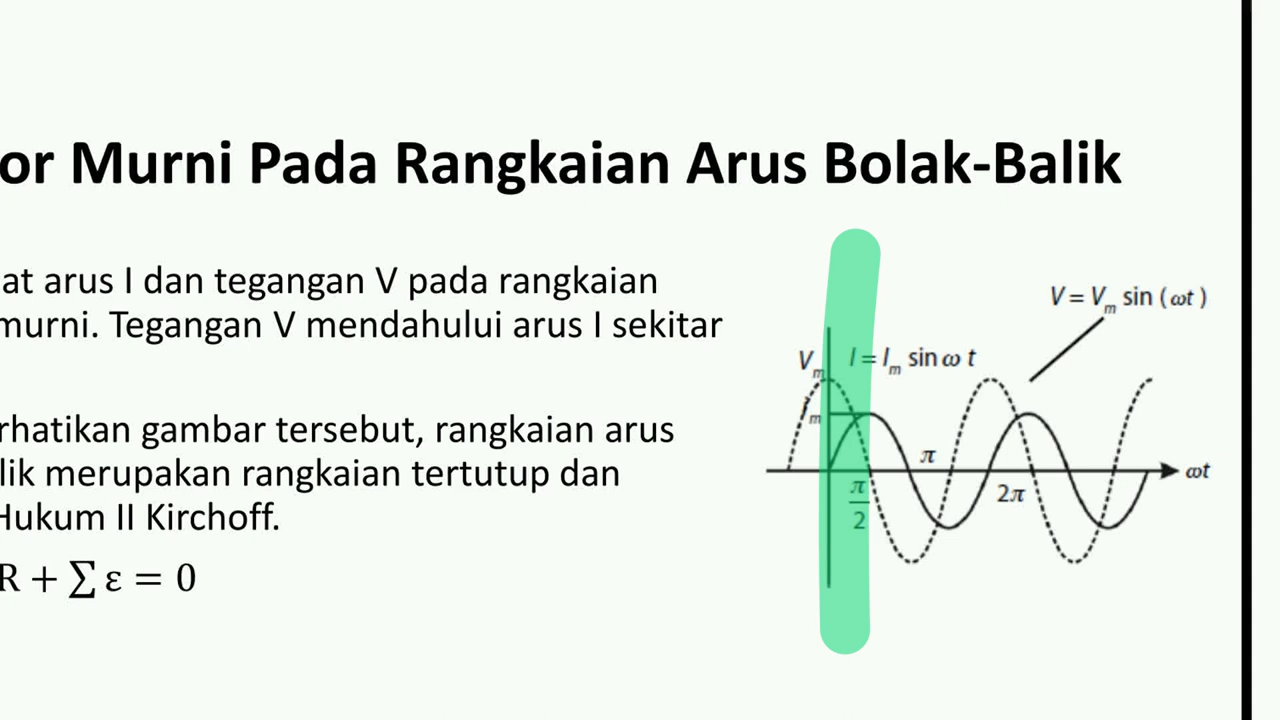 or Murni Pada Rangkaian Arus Bolak-Balik
at arus I dan tegangan V pada rangkaian
murni. Tegangan V mendahului arus I sekitar
rhatikan gambar tersebut, rangkaian arus
lik merupakan rangkaian tertutup dan
Hukum II Kirchoff.
R + ∑ ε = 0
V = Vm sin (ωt)
Vm
I = Im sin ω t
Im
π
π/2
2π
ωt